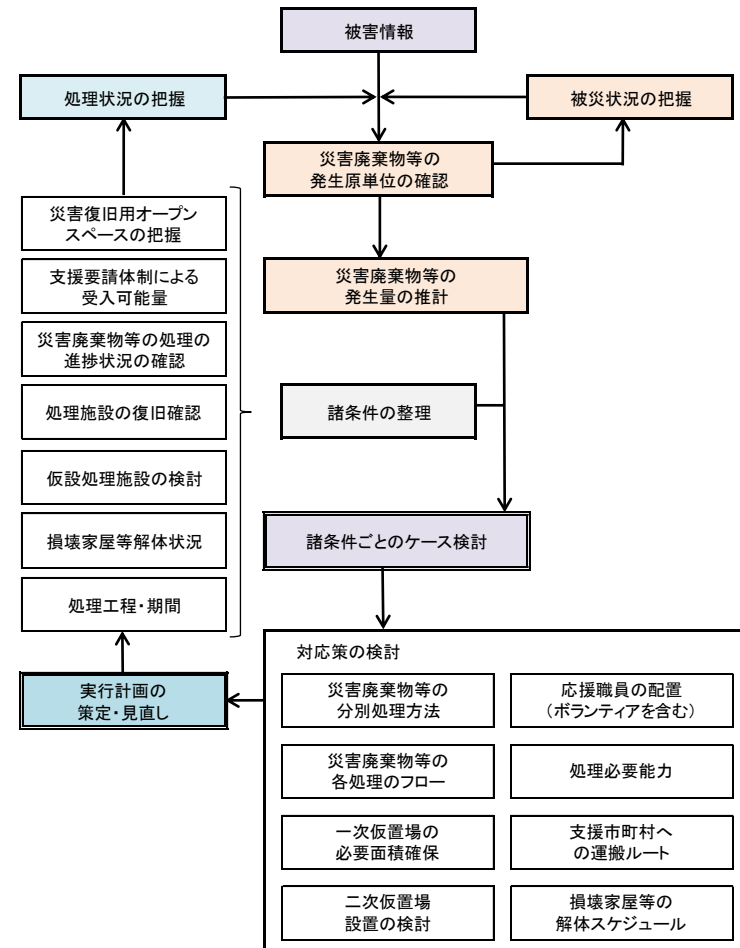 被害情報
処理状況の把握
被災状況の把握
災害廃棄物等の
発生原単位の確認
災害復旧用オープン
スペースの把握
支援要請体制による
受入可能量
災害廃棄物等の
発生量の推計
災害廃棄物等の処理の
進捗状況の確認
処理施設の復旧確認
諸条件の整理
仮設処理施設の検討
損壊家屋等解体状況
諸条件ごとのケース検討
処理工程・期間
実行計画の
策定・見直し
対応策の検討
災害廃棄物等の
分別処理方法
応援職員の配置
(ボランティアを含む)
災害廃棄物等の
各処理のフロー
処理必要能力
一次仮置場の
必要面積確保
支援市町村へ
の運搬ルート
二次仮置場
設置の検討
損壊家屋等の
解体スケジュール